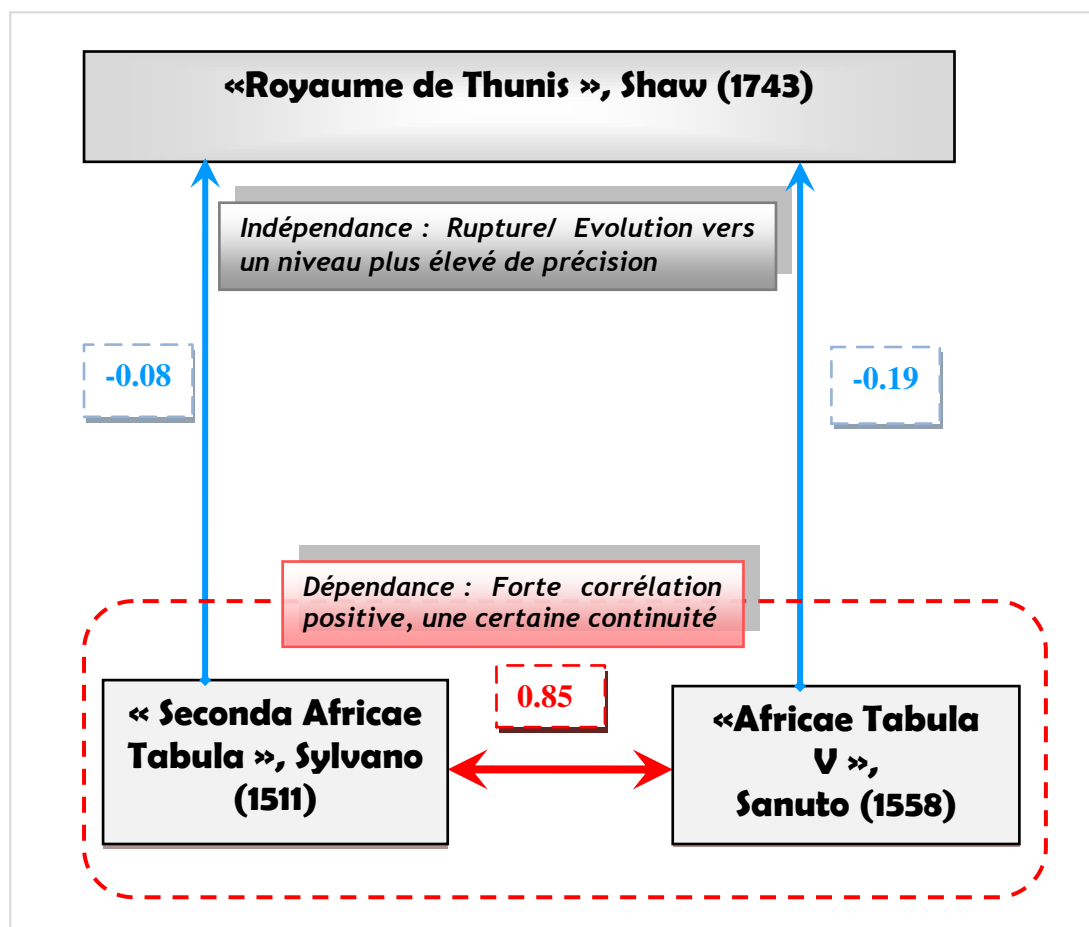 «Royaume de Thunis », Shaw (1743)
Indépendance : Rupture/ Evolution vers
un niveau plus élevé de précision
-0.08
-0.19
Dépendance : Forte corrélation
positive, une certaine continuité
0.85
« Seconda Africae
Tabula », Sylvano
(1511)
«Africae Tabula
V »,
Sanuto (1558)